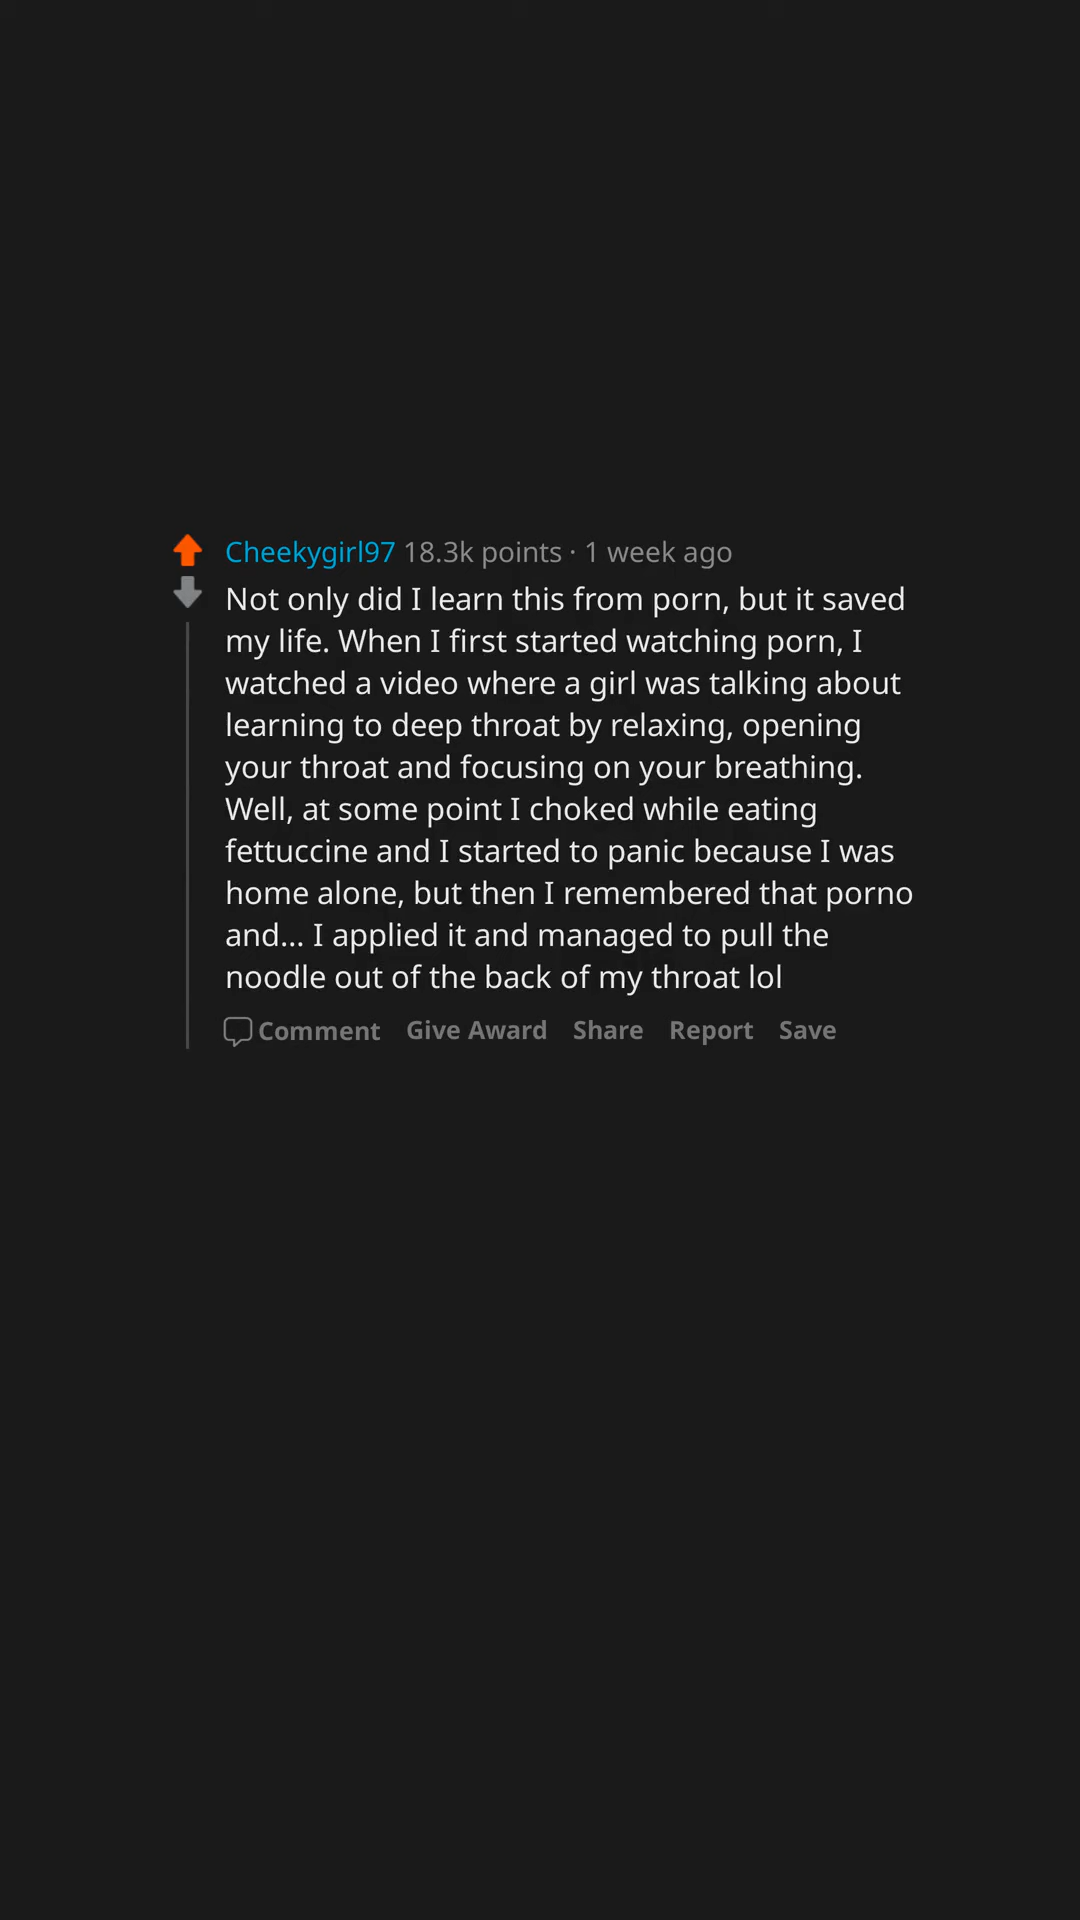 Cheekygirl97 18.3k points · 1 week ago
Not only did I learn this from porn, but it saved
my life. When I first started watching porn, I
watched a video where a girl was talking about
learning to deep throat by relaxing, opening
your throat and focusing on your breathing.
Well, at some point I choked while eating
fettuccine and I started to panic because I was
home alone, but then I remembered that porno
and... I applied it and managed to pull the
noodle out of the back of my throat lol
Comment Give Award Share Report Save